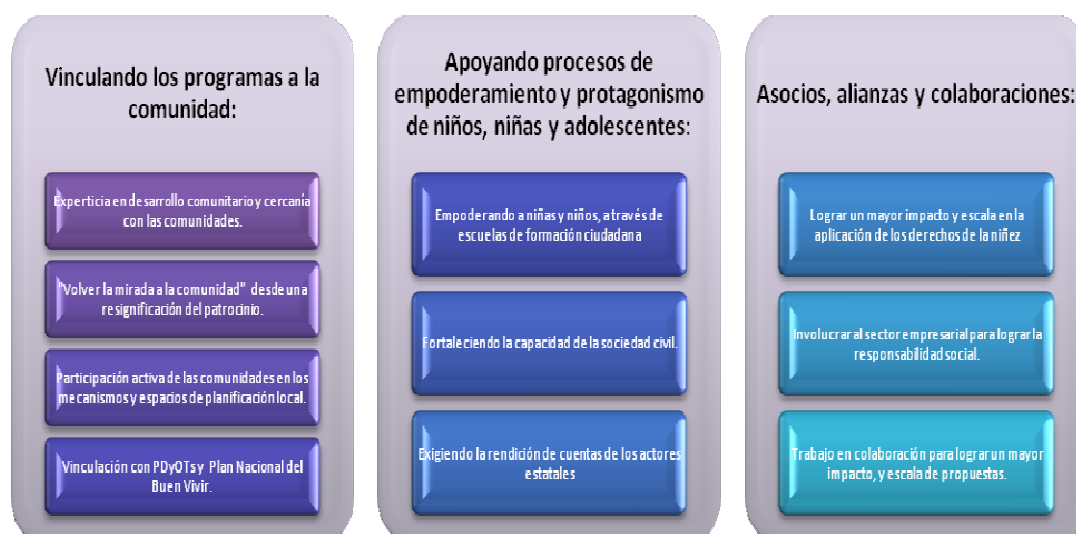 Vinculando los programas a la
comunidad:
Experticia en desarrollo comunitario y cercanía
con las comunidades.
"Volver la mirada a la comunidad" desde una
resignificación del patrocinio.
Participación activa de las comunidades en los
mecanismos y espacios de planificación local.
Vinculación con PDyOTs y Plan Nacional del
Buen Vivir.
Apoyando procesos de
empoderamiento y protagonismo
de niños, niñas y adolescentes:
Empoderando a niñas y niños, a través de
escuelas de formación ciudadana
Fortaleciendo la capacidad de la sociedad civil.
Exigiendo la rendición de cuentas de los actores
estatales
Asocios, alianzas y colaboraciones:
Lograr un mayor impacto y escala en la
aplicación de los derechos de la niñez
Involucrar al sector empresarial para lograr la
responsabilidad social.
Trabajo en colaboración para lograr un mayor
impacto, y escala de propuestas.